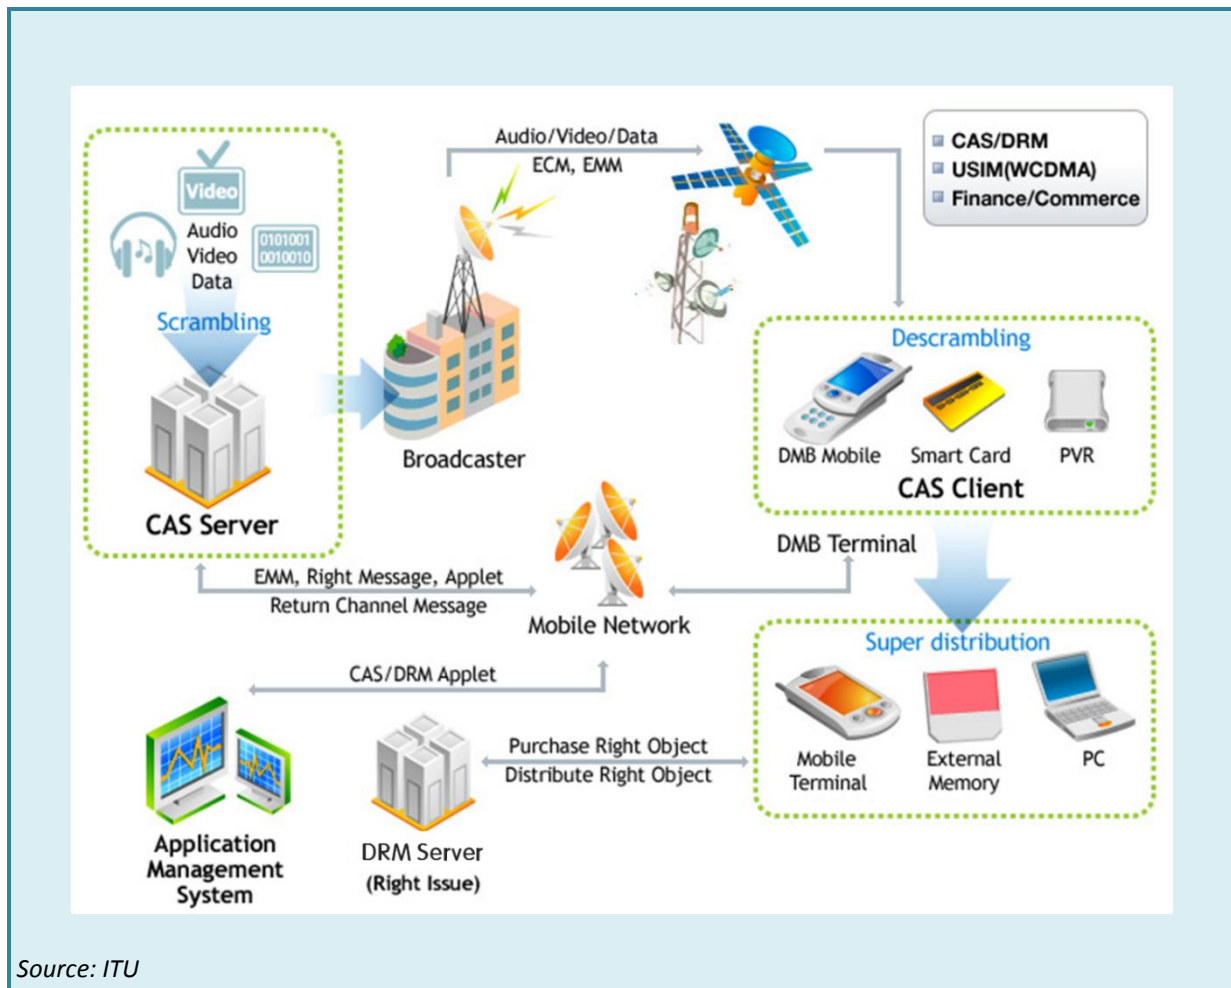 Video
Audio
Video
Data
0101001
0010010
Scrambling
CAS Server
Broadcaster
Audio/Video/Data
ECM, EMM
CAS/DRM
USIM(WCDMA)
Finance/Commerce
Descrambling
DMB Mobile
Smart Card
PVR
CAS Client
DMB Terminal
EMM, Right Message, Applet
Return Channel Message
Mobile Network
CAS/DRM Applet
Super distribution
Mobile
Terminal
External
Memory
PC
Purchase Right Object
Distribute Right Object
Application
Management
System
DRM Server
(Right Issue)
Source: ITU